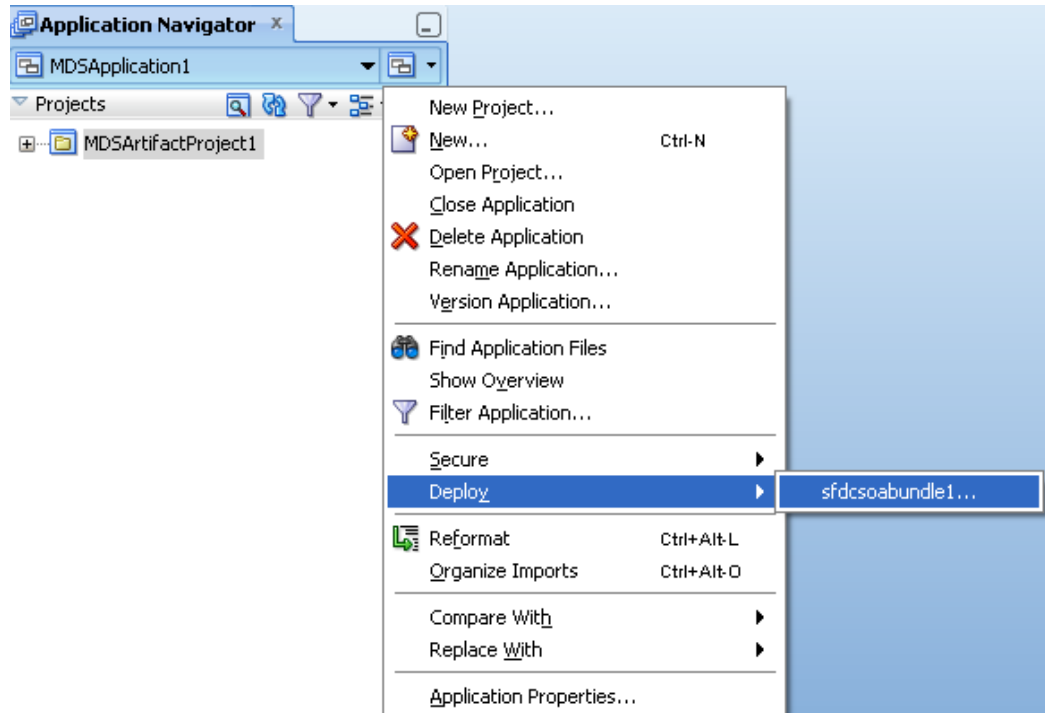 Application Navigator x
MDSApplication1
Projects
MDSArtifactProject1
New Project...
New... Ctrl-N
Open Project...
Close Application
Delete Application
Rename Application...
Version Application...
Find Application Files
Show Overview
Filter Application...
Secure
Deploy
sfdcsoabundle1...
Reformat Ctrl+Alt-L
Organize Imports Ctrl+Alt-O
Compare With
Replace With
Application Properties...